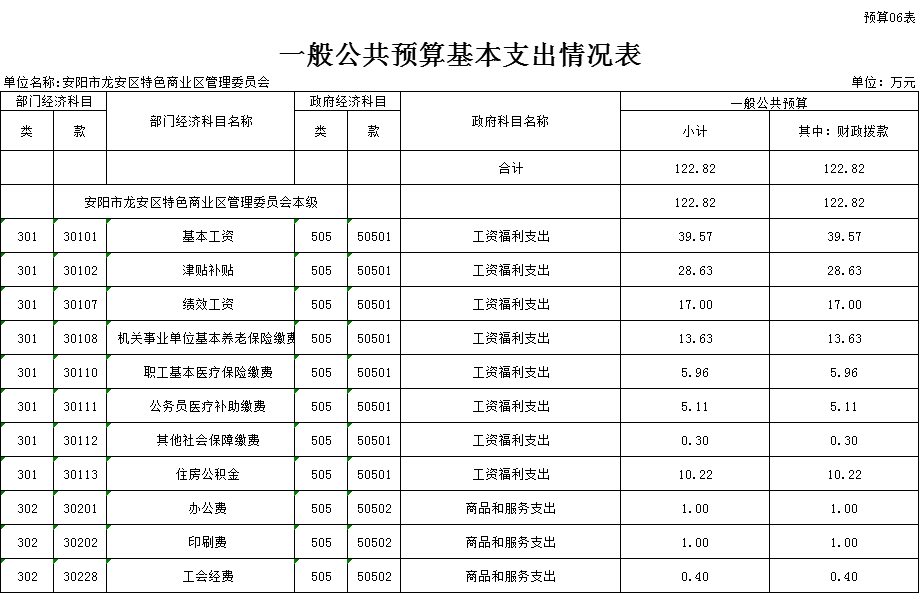 预算06表
一般公共预算基本支出情况表
单位名称:安阳市龙安区特色商业区管理委员会 单位：万元
部门经济科目 部门经济科目名称 政府经济科目 政府科目名称 一般公共预算
类 款 类 款 小计 其中：财政拨款
合计 122.82 122.82
安阳市龙安区特色商业区管理委员会本级 122.82 122.82
301 30101 基本工资 505 50501 工资福利支出 39.57 39.57
301 30102 津贴补贴 505 50501 工资福利支出 28.63 28.63
301 30107 绩效工资 505 50501 工资福利支出 17.00 17.00
301 30108 机关事业单位基本养老保险缴费 505 50501 工资福利支出 13.63 13.63
301 30110 职工基本医疗保险缴费 505 50501 工资福利支出 5.96 5.96
301 30111 公务员医疗补助缴费 505 50501 工资福利支出 5.11 5.11
301 30112 其他社会保障缴费 505 50501 工资福利支出 0.30 0.30
301 30113 住房公积金 505 50501 工资福利支出 10.22 10.22
302 30201 办公费 505 50502 商品和服务支出 1.00 1.00
302 30202 印刷费 505 50502 商品和服务支出 1.00 1.00
302 30228 工会经费 505 50502 商品和服务支出 0.40 0.40